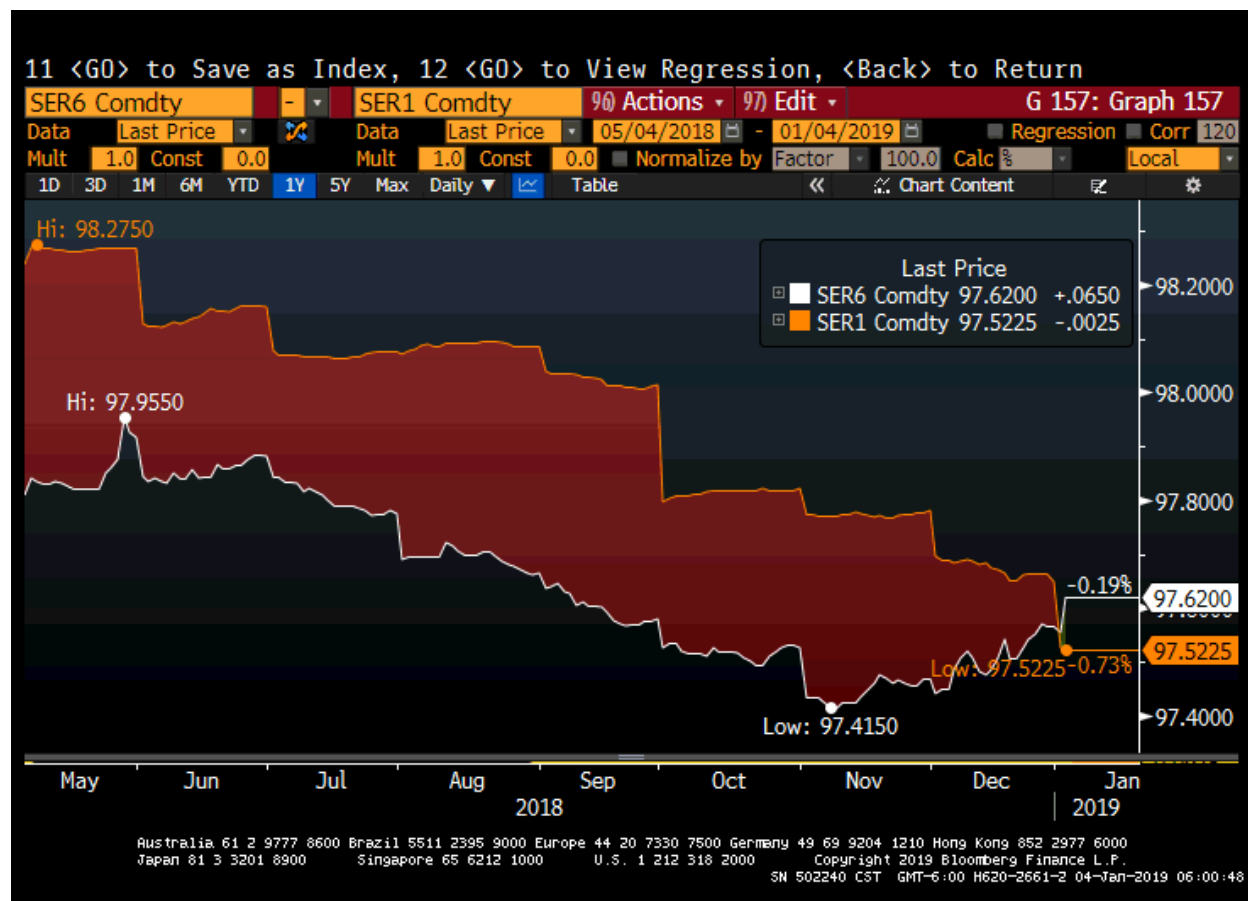 11 <GO> to Save as Index, 12 <GO> to View Regression, <Back> to Return
SER6 Comdty - SER1 Comdty 96) Actions 97) Edit G 157: Graph 157
Data Last Price Data Last Price 05/04/2018 - 01/04/2019 Regression Corr 120
Mult 1.0 Const 0.0 Mult 1.0 Const 0.0 Normalize by Factor 100.0 Calc % Local
1D 3D 1M 6M YTD 1Y 5Y Max Daily ▼ Table « Chart Content
Hi: 98.2750
Last Price
SER6 Comdty 97.6200 +.0650
SER1 Comdty 97.5225 -.0025
98.2000
98.0000
Hi: 97.9550
97.8000
-0.19%
97.6200
97.5225
Low: 97.5225 -0.73%
97.4000
Low: 97.4150
May Jun Jul Aug Sep Oct Nov Dec Jan
2018 2019
Australia 61 2 9777 8600 Brazil 5511 2395 9000 Europe 44 20 7330 7500 Germany 49 69 9204 1210 Hong Kong 852 2977 6000
Japan 81 3 3201 8900 Singapore 65 6212 1000 U.S. 1 212 318 2000 Copyright 2019 Bloomberg Finance L.P.
SN 502240 CST GMT-6:00 H620-2661-2 04-Jan-2019 06:00:48